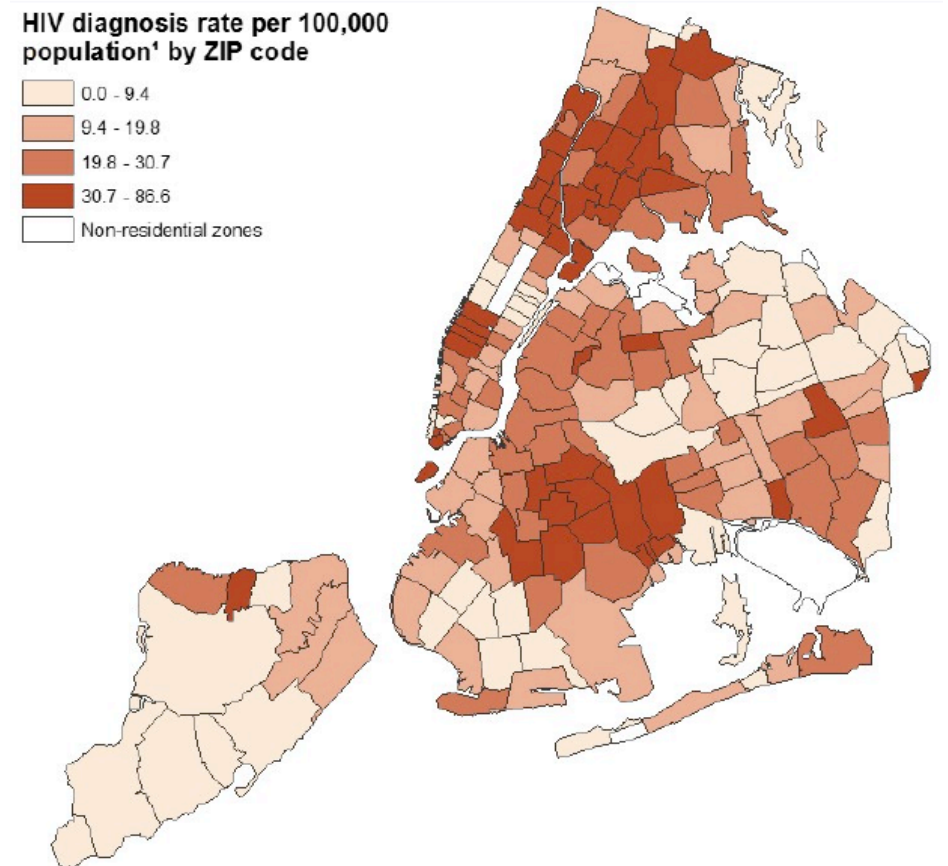 HIV diagnosis rate per 100,000
population¹ by ZIP code
0.0 - 9.4
9.4 - 19.8
19.8 - 30.7
30.7 - 86.6
Non-residential zones